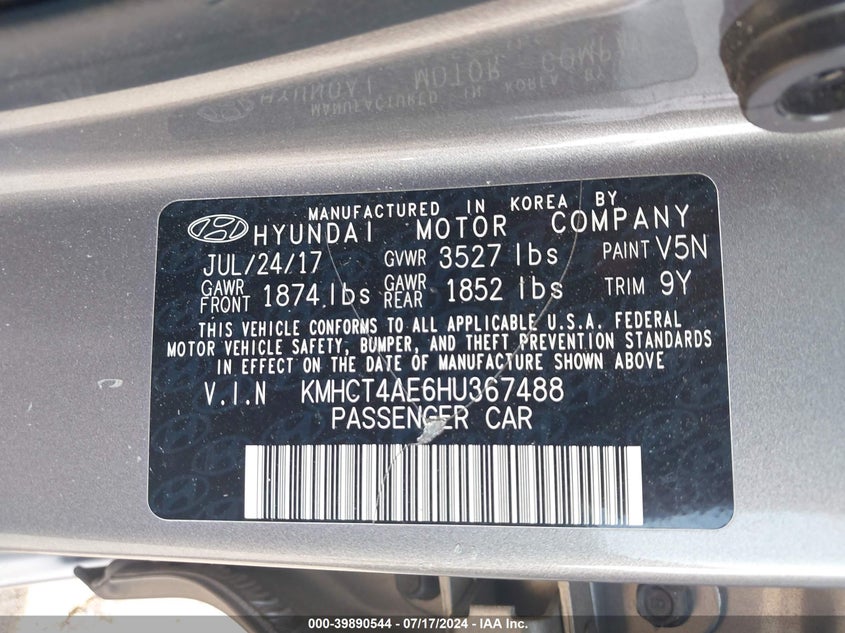 MANUFACTURED IN KOREA BY
HYUNDAI MOTOR COMPANY
JUL/24/17 GVWR 3527 lbs PAINT V5N
GAWR FRONT 1874 lbs GAWR REAR 1852 lbs TRIM 9Y
THIS VEHICLE CONFORMS TO ALL APPLICABLE U.S.A. FEDERAL
MOTOR VEHICLE SAFETY, BUMPER, AND THEFT PREVENTION STANDARDS
IN EFFECT ON THE DATE OF MANUFACTURE SHOWN ABOVE
V.I.N KMHCT4AE6HU367488
PASSENGER CAR
000-39890544 / 07/17/2024 - IAA Inc.